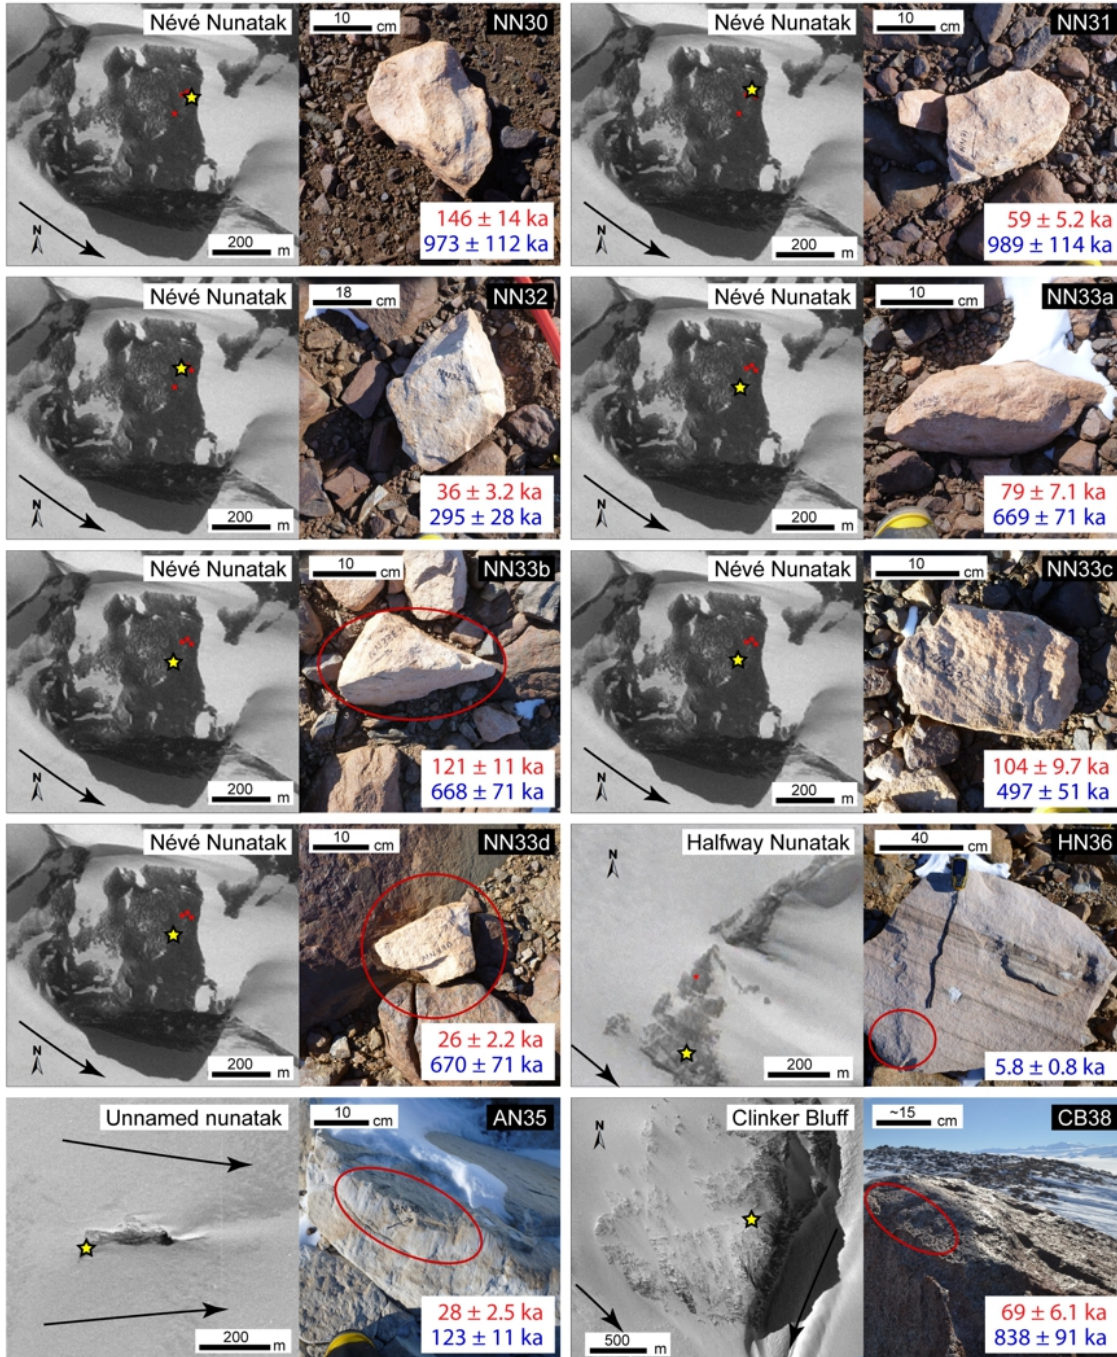 Névé Nunatak
10
cm
NN30
N
200
m
146 ± 14 ka
973 ± 112 ka
Névé Nunatak
10
cm
NN31
N
200
m
59 ± 5.2 ka
989 ± 114 ka
Névé Nunatak
18
cm
NN32
N
200
m
36 ± 3.2 ka
295 ± 28 ka
Névé Nunatak
10
cm
NN33a
N
200
m
79 ± 7.1 ka
669 ± 71 ka
Névé Nunatak
10
cm
NN33b
N
200
m
121 ± 11 ka
668 ± 71 ka
Névé Nunatak
10
cm
NN33c
N
200
m
104 ± 9.7 ka
497 ± 51 ka
Névé Nunatak
10
cm
NN33d
N
200
m
26 ± 2.2 ka
670 ± 71 ka
Halfway Nunatak
40
cm
HN36
N
200
m
5.8 ± 0.8 ka
Unnamed nunatak
10
cm
AN35
200
m
28 ± 2.5 ka
123 ± 11 ka
Clinker Bluff
~15
cm
CB38
N
500
m
69 ± 6.1 ka
838 ± 91 ka